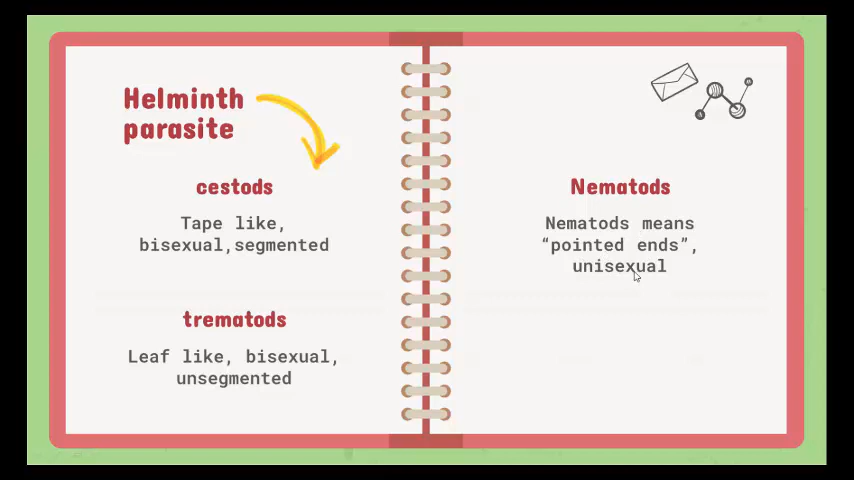 Helminth
parasite
cestods
Tape like,
bisexual,segmented
trematods
Leaf like, bisexual,
unsegmented
Nematods
Nematods means
“pointed ends”,
unisexual